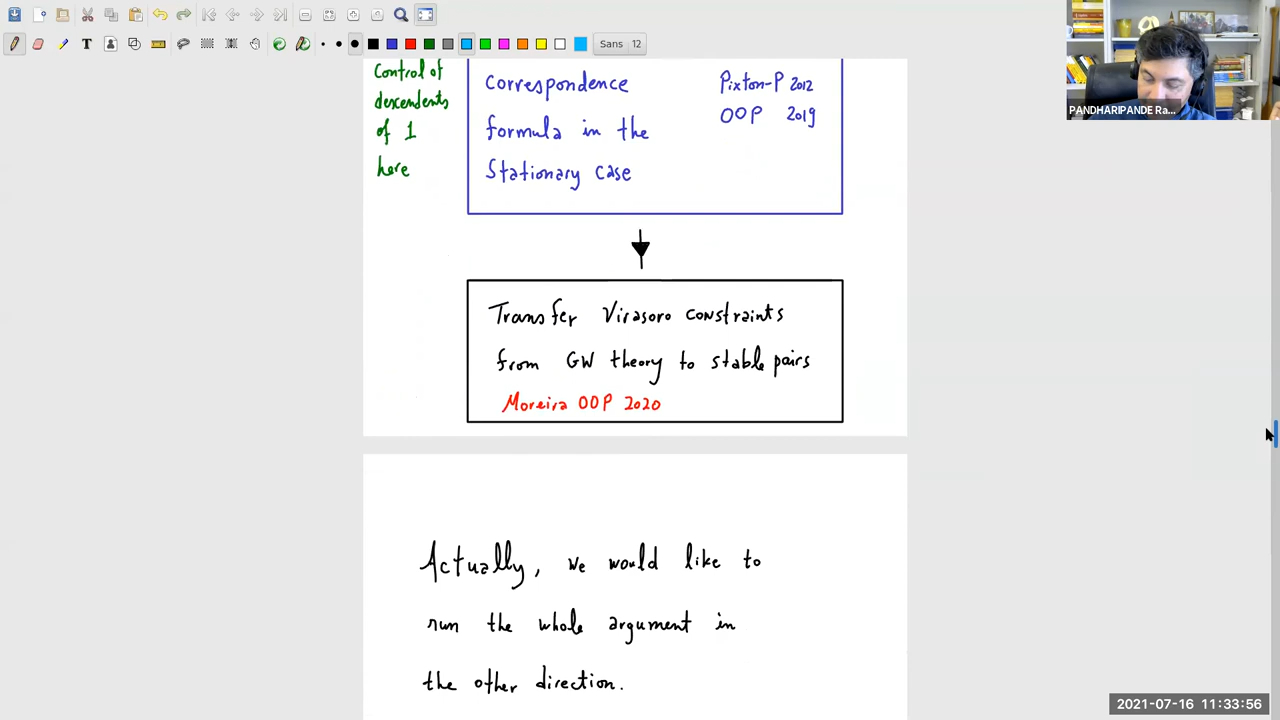 Sans 12
PANDHARIPANDE Ra...
Control of
descendents
of 1
here
Correspondence
formula in the
Stationary case
Pixton-P 2012
OOP 2019
Transfer Virasoro constraints
from GW theory to stable pairs
Moreira OOP 2020
Actually, we would like to
run the whole argument in
the other direction.
2021-07-16 11:33:56